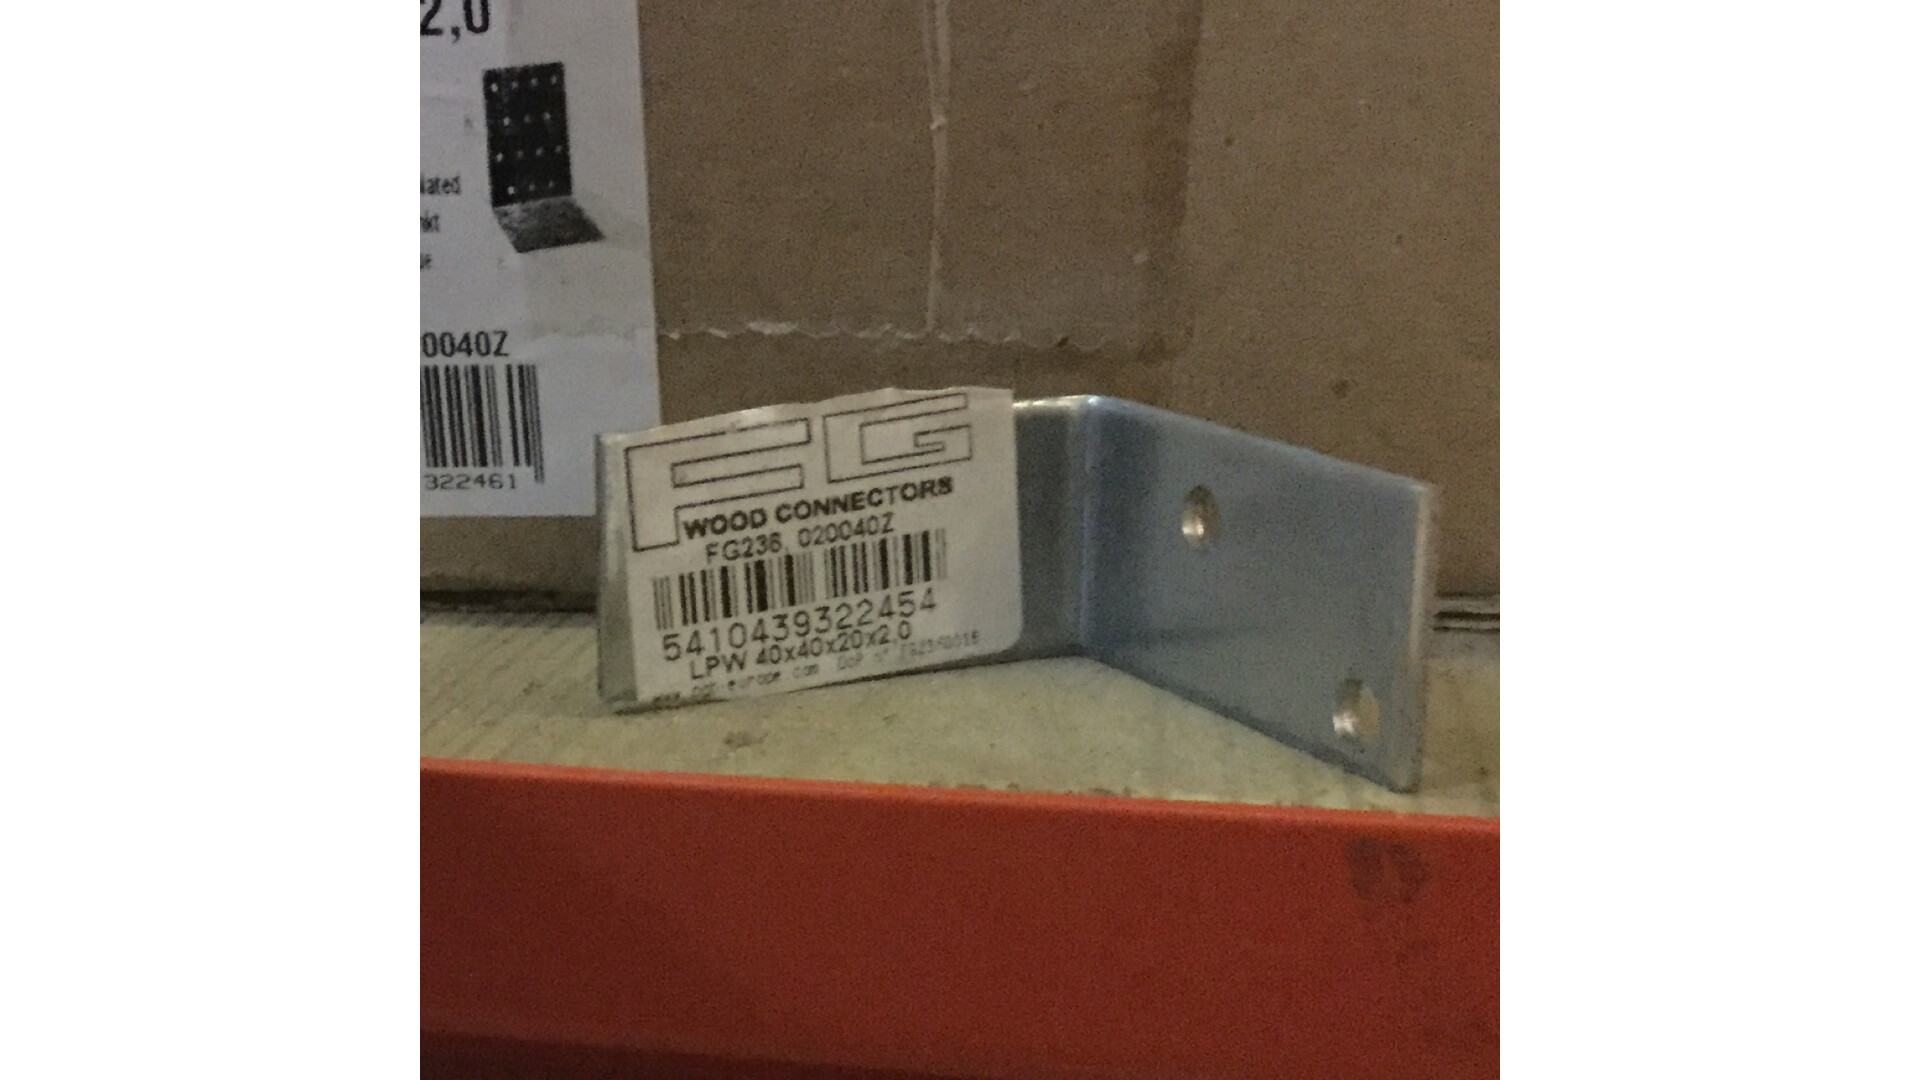 2,0
0040Z
322461
FG
WOOD CONNECTORS
FG236, 020040Z
5410439322454
LPW 40x40x20x2,0